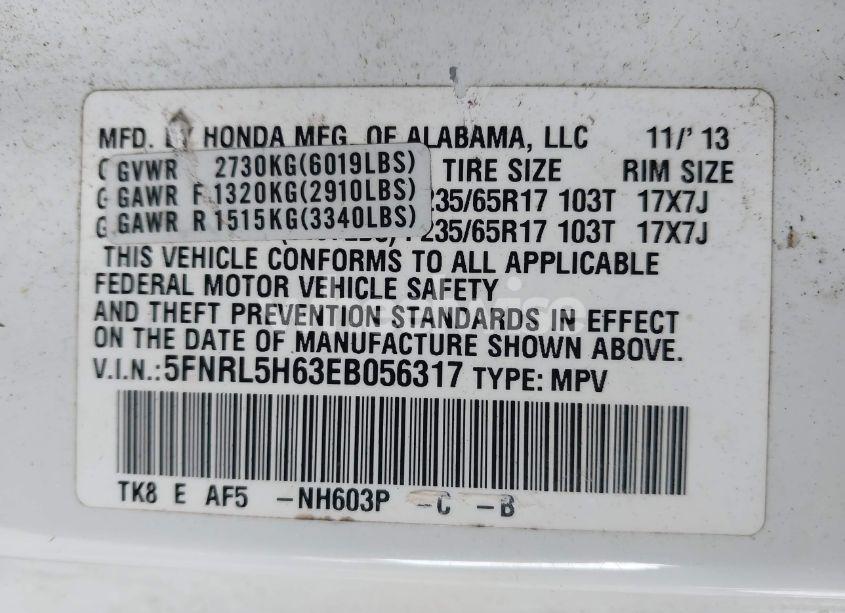 MFD. BY HONDA MFG. OF ALABAMA, LLC 11/' 13
GVWR 2730KG(6019LBS) TIRE SIZE RIM SIZE
GAWR F 1320KG(2910LBS) 235/65R17 103T 17X7J
GAWR R 1515KG(3340LBS) 235/65R17 103T 17X7J
THIS VEHICLE CONFORMS TO ALL APPLICABLE
FEDERAL MOTOR VEHICLE SAFETY
AND THEFT PREVENTION STANDARDS IN EFFECT
ON THE DATE OF MANUFACTURE SHOWN ABOVE.
V.I.N.:5FNRL5H63EB056317 TYPE: MPV
TK8 E AF5 -NH603P -C -B